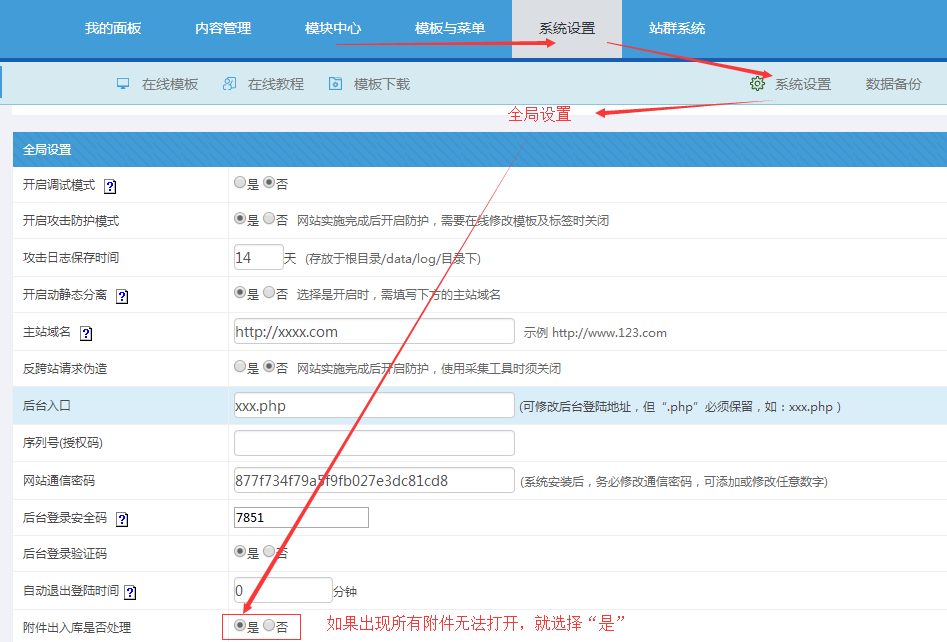 我的面板 内容管理 模块中心 模板与菜单 系统设置 站群系统
在线模板 在线教程 模板下载 系统设置 数据备份
全局设置
全局设置
开启调试模式 ? 是 否
开启攻击防护模式 是 否 网站实施完成后开启防护，需要在线修改模板及标签时关闭
攻击日志保存时间 14 天 (存放于根目录/data/log/目录下)
开启动静态分离 ? 是 否 选择是开启时，需填写下方的主站域名
主站域名 ? http://xxxx.com 示例 http://www.123.com
反跨站请求伪造 是 否 网站实施完成后开启防护，使用采集工具时须关闭
后台入口 xxx.php (可修改后台登陆地址，但 “.php” 必须保留，如：xxx.php )
序列号(授权码)
网站通信密码 877f734f79a5f9fb027e3dc81cd8 (系统安装后，务必修改通信密码，可添加或修改任意数字)
后台登录安全码 ? 7851
后台登录验证码 是 否
自动退出登陆时间 ? 0 分钟
附件出入库是否处理 是 否 如果出现所有附件无法打开，就选择“是”